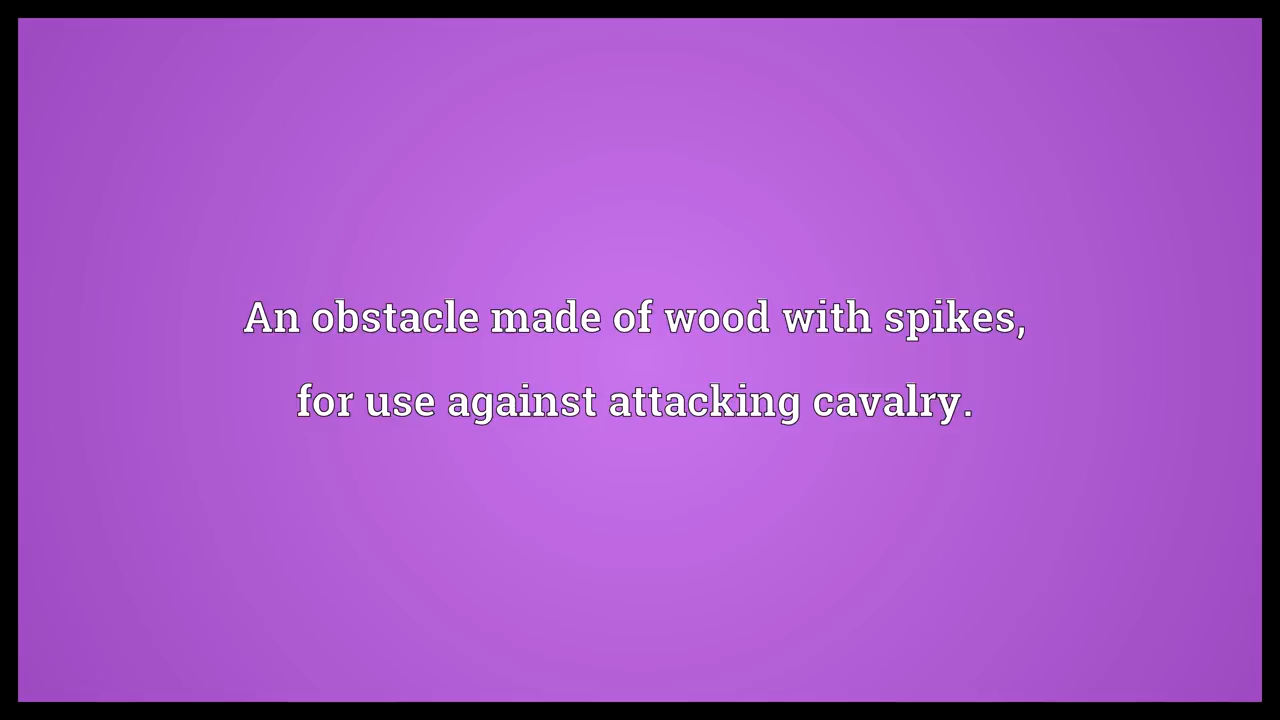 An obstacle made of wood with spikes,
for use against attacking cavalry.